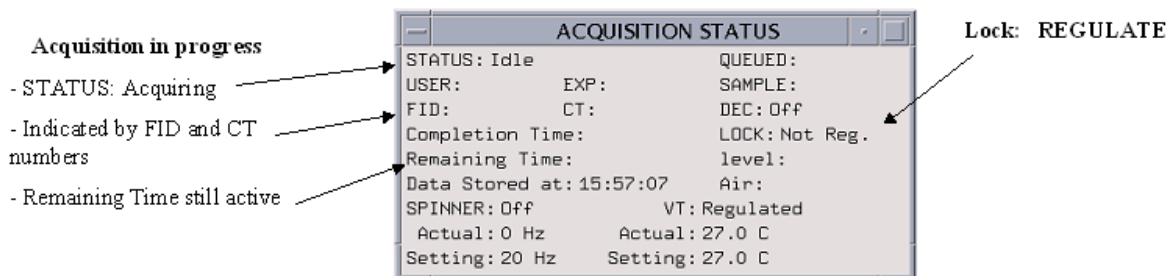 Acquisition in progress
- STATUS: Acquiring
- Indicated by FID and CT
numbers
- Remaining Time still active
ACQUISITION STATUS
STATUS: Idle QUEUED:
USER: EXP: SAMPLE:
FID: CT: DEC: Off
Completion Time: LOCK: Not Reg.
Remaining Time: level:
Data Stored at: 15:57:07 Air:
SPINNER: Off VT: Regulated
Actual: 0 Hz Actual: 27.0 C
Setting: 20 Hz Setting: 27.0 C
Lock: REGULATE